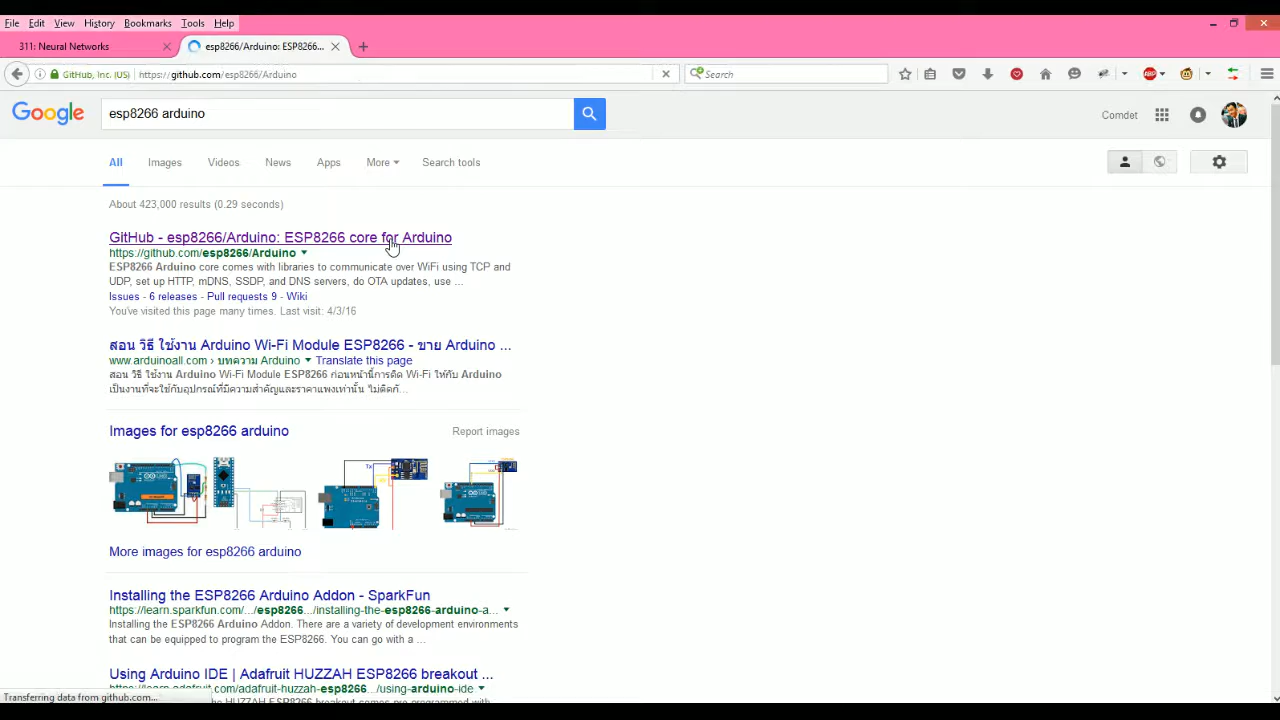 File Edit View History Bookmarks Tools Help
311: Neural Networks
esp8266/Arduino: ESP8266...
GitHub, Inc. (US) https://github.com/esp8266/Arduino
Search
Google
esp8266 arduino
Comdet
All Images Videos News Apps More Search tools
About 423,000 results (0.29 seconds)
GitHub - esp8266/Arduino: ESP8266 core for Arduino
https://github.com/esp8266/Arduino
ESP8266 Arduino core comes with libraries to communicate over WiFi using TCP and
UDP, set up HTTP, mDNS, SSDP, and DNS servers, do OTA updates, use ...
Issues - 6 releases - Pull requests 9 - Wiki
You've visited this page many times. Last visit: 4/3/16
สอน วิธี ใช้งาน Arduino Wi-Fi Module ESP8266 - ขาย Arduino ...
www.arduinoall.com › บทความ Arduino Translate this page
สอน วิธี ใช้งาน Arduino Wi-Fi Module ESP8266 ก่อนหน้านี้การติด Wi-Fi ให้กับ Arduino
เป็นงานที่จะใช้กับอุปกรณ์ที่มีความสำคัญและราคาแพงเท่านั้น ไม่ติดกั...
Images for esp8266 arduino
Report images
More images for esp8266 arduino
Installing the ESP8266 Arduino Addon - SparkFun
https://learn.sparkfun.com/.../esp8266.../installing-the-esp8266-arduino-a...
Installing the ESP8266 Arduino Addon. There are a variety of development environments
that can be equipped to program the ESP8266. You can go with a ...
Using Arduino IDE | Adafruit HUZZAH ESP8266 breakout ...
https://learn.adafruit.com/adafruit-huzzah-esp8266.../using-arduino-ide
Transferring data from github.com...